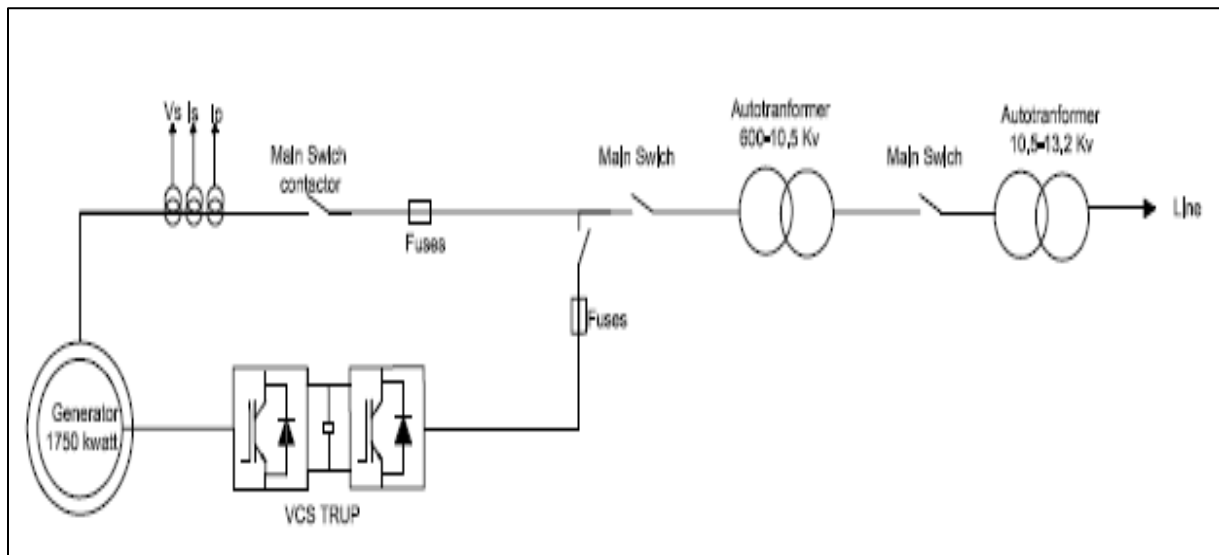 Vs Is Ip
Main Swich
contactor
Fuses
Main Swich
Autotranformer
600-10,5 Kv
Main Swich
Autotranformer
10,5-13,2 Kv
Line
Fuses
Generator
1750 kwatt
VCS TRUP